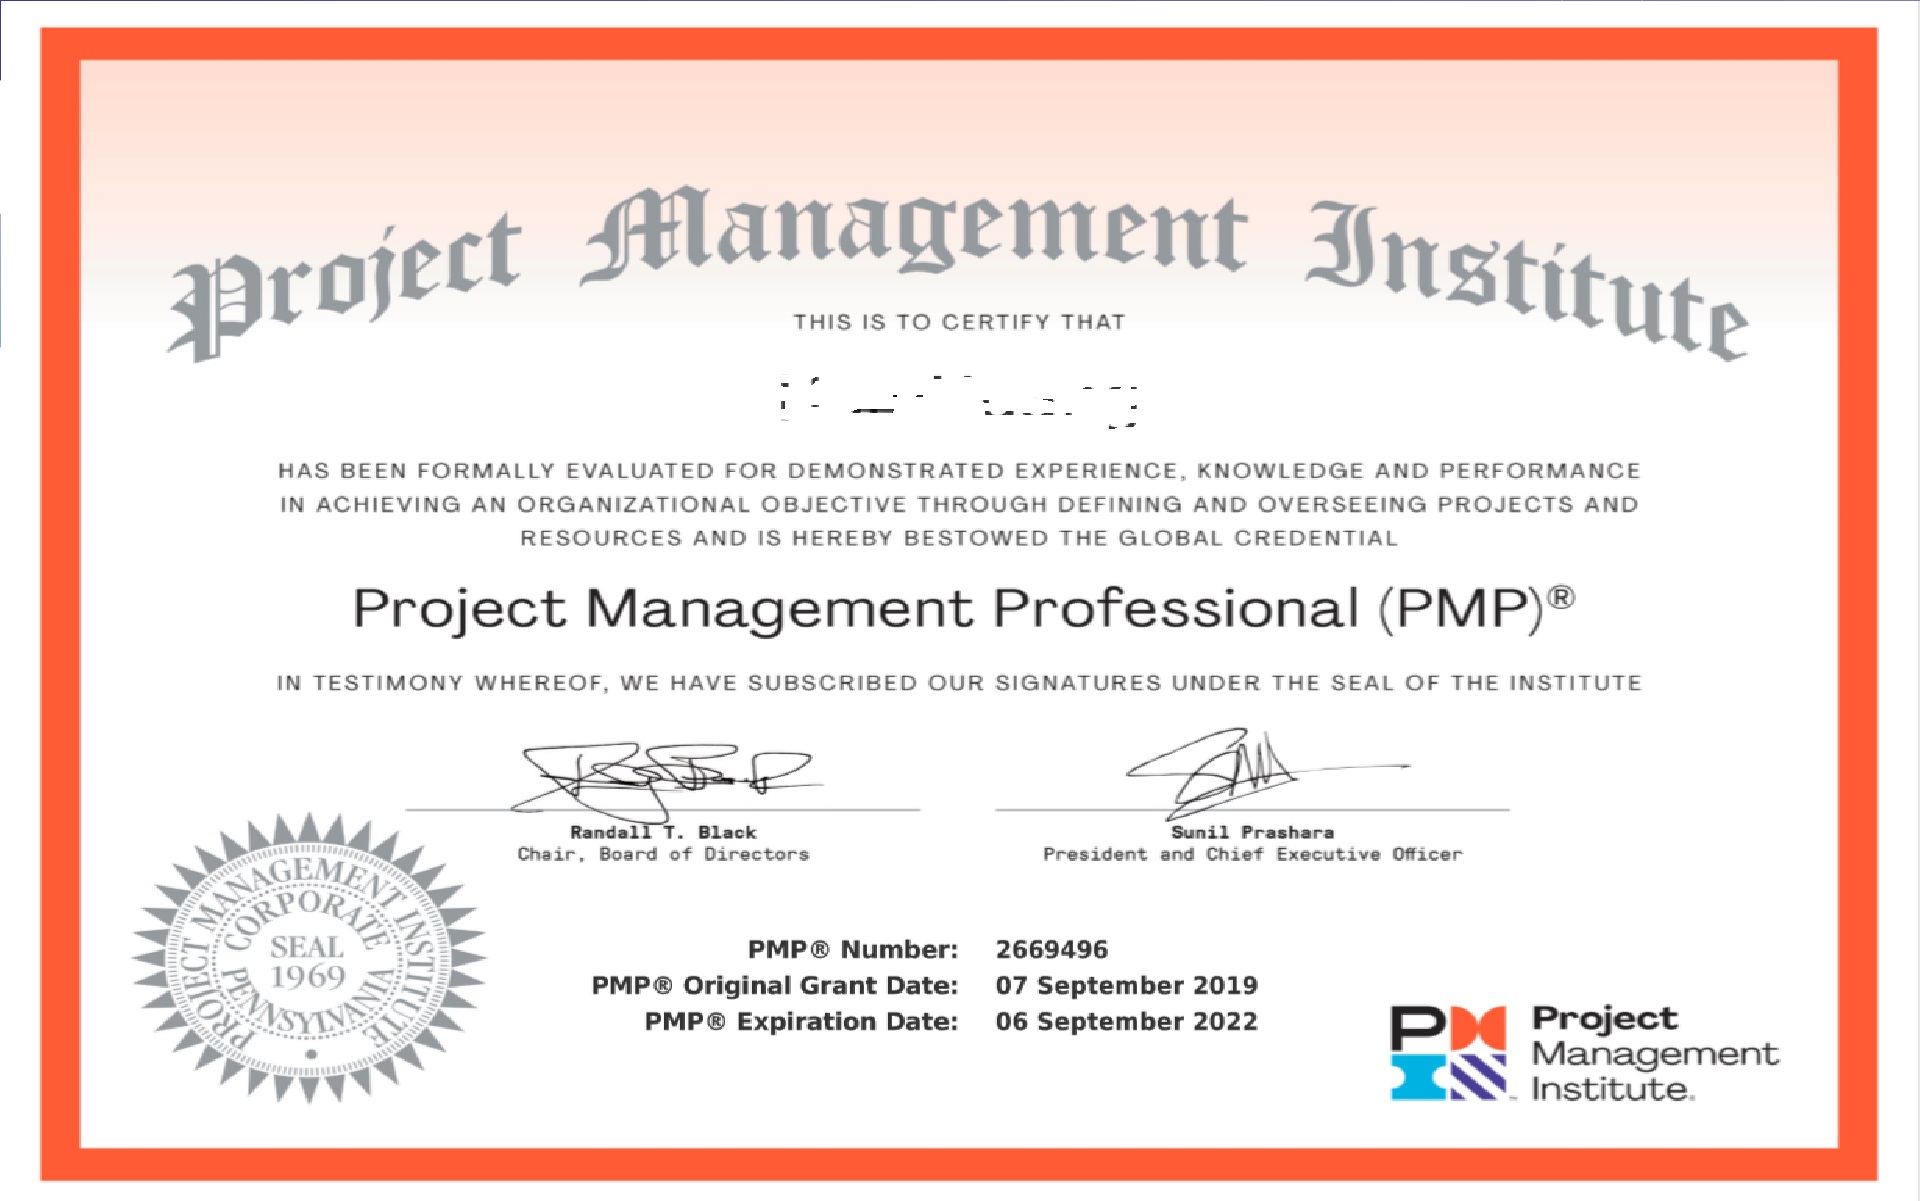 Project Management Institute
THIS IS TO CERTIFY THAT
HAS BEEN FORMALLY EVALUATED FOR DEMONSTRATED EXPERIENCE, KNOWLEDGE AND PERFORMANCE
IN ACHIEVING AN ORGANIZATIONAL OBJECTIVE THROUGH DEFINING AND OVERSEEING PROJECTS AND
RESOURCES AND IS HEREBY BESTOWED THE GLOBAL CREDENTIAL
Project Management Professional (PMP)®
IN TESTIMONY WHEREOF, WE HAVE SUBSCRIBED OUR SIGNATURES UNDER THE SEAL OF THE INSTITUTE
Randall T. Black
Chair, Board of Directors
Sunil Prashara
President and Chief Executive Officer
PROJECT MANAGEMENT INSTITUTE
CORPORATE
SEAL
1969
PENNSYLVANIA
PMP® Number: 2669496
PMP® Original Grant Date: 07 September 2019
PMP® Expiration Date: 06 September 2022
Project
Management
Institute.